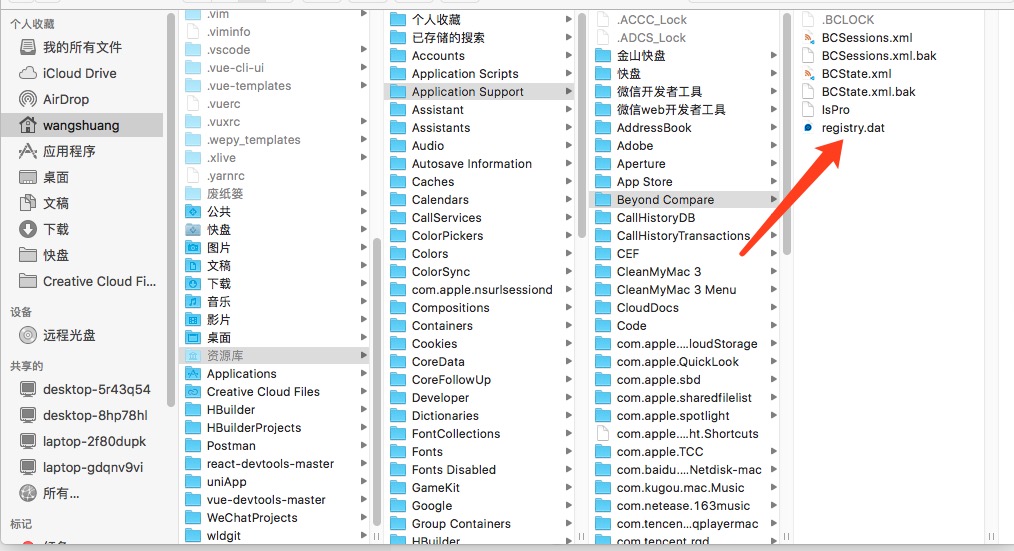 个人收藏
我的所有文件
iCloud Drive
AirDrop
wangshuang
应用程序
桌面
文稿
下载
快盘
Creative Cloud Fi...
设备
远程光盘
共享的
desktop-5r43q54
desktop-8hp78hl
laptop-2f80dupk
laptop-gdqnv9vi
所有...
标记
.vim
.viminfo
.vscode
.vue-cli-ui
.vue-templates
.vuerc
.vuxrc
.wepy_templates
.xlive
.yarnrc
废纸篓
公共
快盘
图片
文稿
下载
音乐
影片
桌面
资源库
Applications
Creative Cloud Files
HBuilder
HBuilderProjects
Postman
react-devtools-master
uniApp
vue-devtools-master
WeChatProjects
wldgit
个人收藏
已存储的搜索
Accounts
Application Scripts
Application Support
Assistant
Assistants
Audio
Autosave Information
Caches
Calendars
CallServices
ColorPickers
Colors
ColorSync
com.apple.nsurlsessiond
Compositions
Containers
Cookies
CoreData
CoreFollowUp
Developer
Dictionaries
FontCollections
Fonts
Fonts Disabled
GameKit
Google
Group Containers
HBuilder
.ACCC_Lock
.ADCS_Lock
金山快盘
快盘
微信开发者工具
微信web开发者工具
AddressBook
Adobe
Aperture
App Store
Beyond Compare
CallHistoryDB
CallHistoryTransactions
CEF
CleanMyMac 3
CleanMyMac 3 Menu
CloudDocs
Code
com.apple....loudStorage
com.apple.QuickLook
com.apple.sbd
com.apple.sharedfilelist
com.apple.spotlight
com.apple....ht.Shortcuts
com.apple.TCC
com.baidu....Netdisk-mac
com.kugou.mac.Music
com.netease.163music
com.tencen....qplayermac
com.tencent.rqd
.BCLOCK
BCSessions.xml
BCSessions.xml.bak
BCState.xml
BCState.xml.bak
IsPro
registry.dat